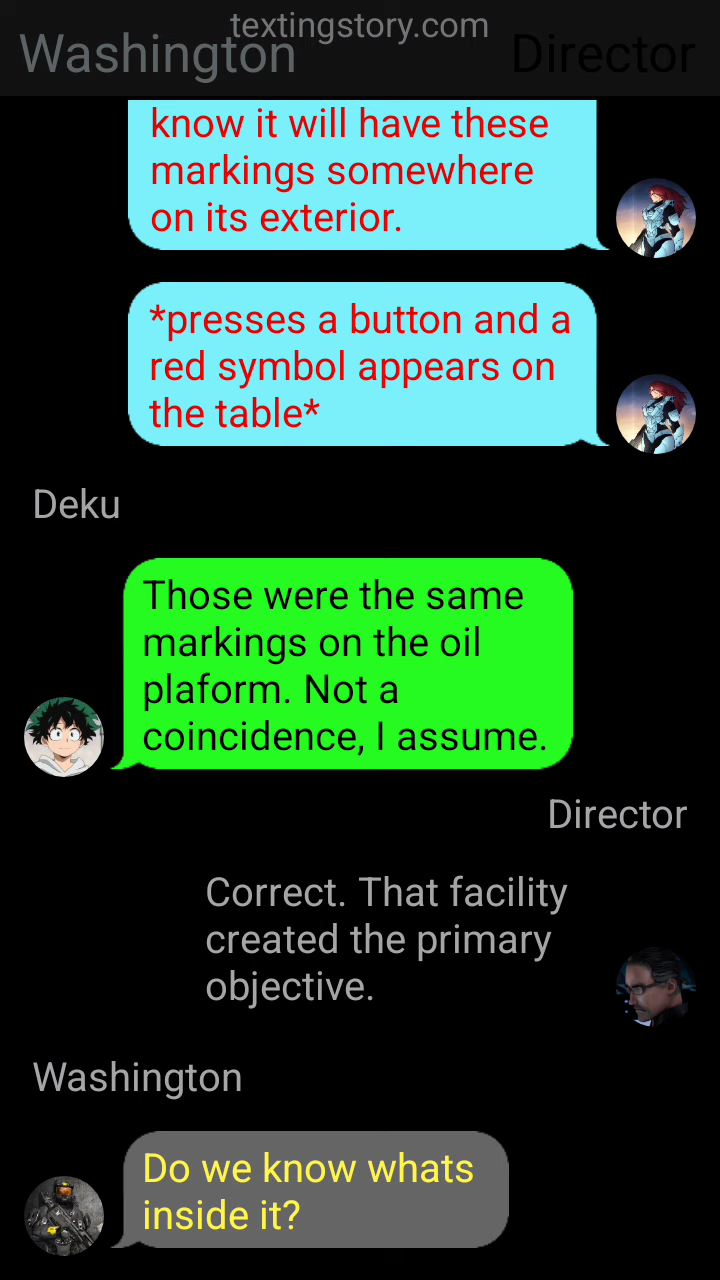 textingstory.com
Washington
Director
know it will have these
markings somewhere
on its exterior.
*presses a button and a
red symbol appears on
the table*
Deku
Those were the same
markings on the oil
plaform. Not a
coincidence, I assume.
Director
Correct. That facility
created the primary
objective.
Washington
Do we know whats
inside it?